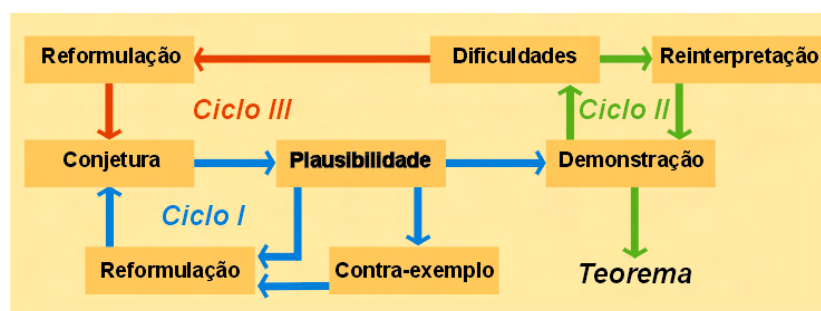 Reformulação
Dificuldades
Reinterpretação
Ciclo III
Ciclo II
Conjetura
Plausibilidade
Demonstração
Ciclo I
Reformulação
Contra-exemplo
Teorema